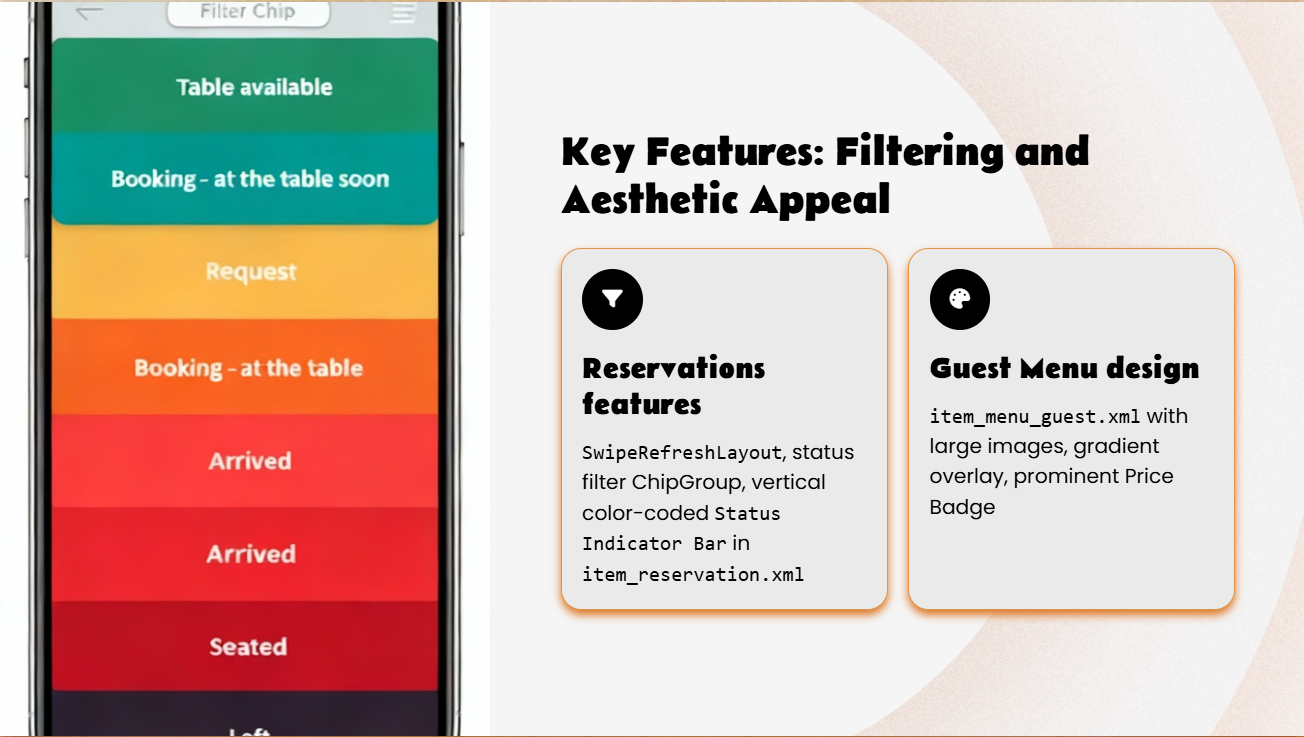 Filter Chip
Table available
Booking - at the table soon
Request
Booking - at the table
Arrived
Arrived
Seated
Left
Key Features: Filtering and
Aesthetic Appeal
Reservations
features
SwipeRefreshLayout, status
filter ChipGroup, vertical
color-coded Status
Indicator Bar in
item_reservation.xml
Guest Menu design
item_menu_guest.xml with
large images, gradient
overlay, prominent Price
Badge